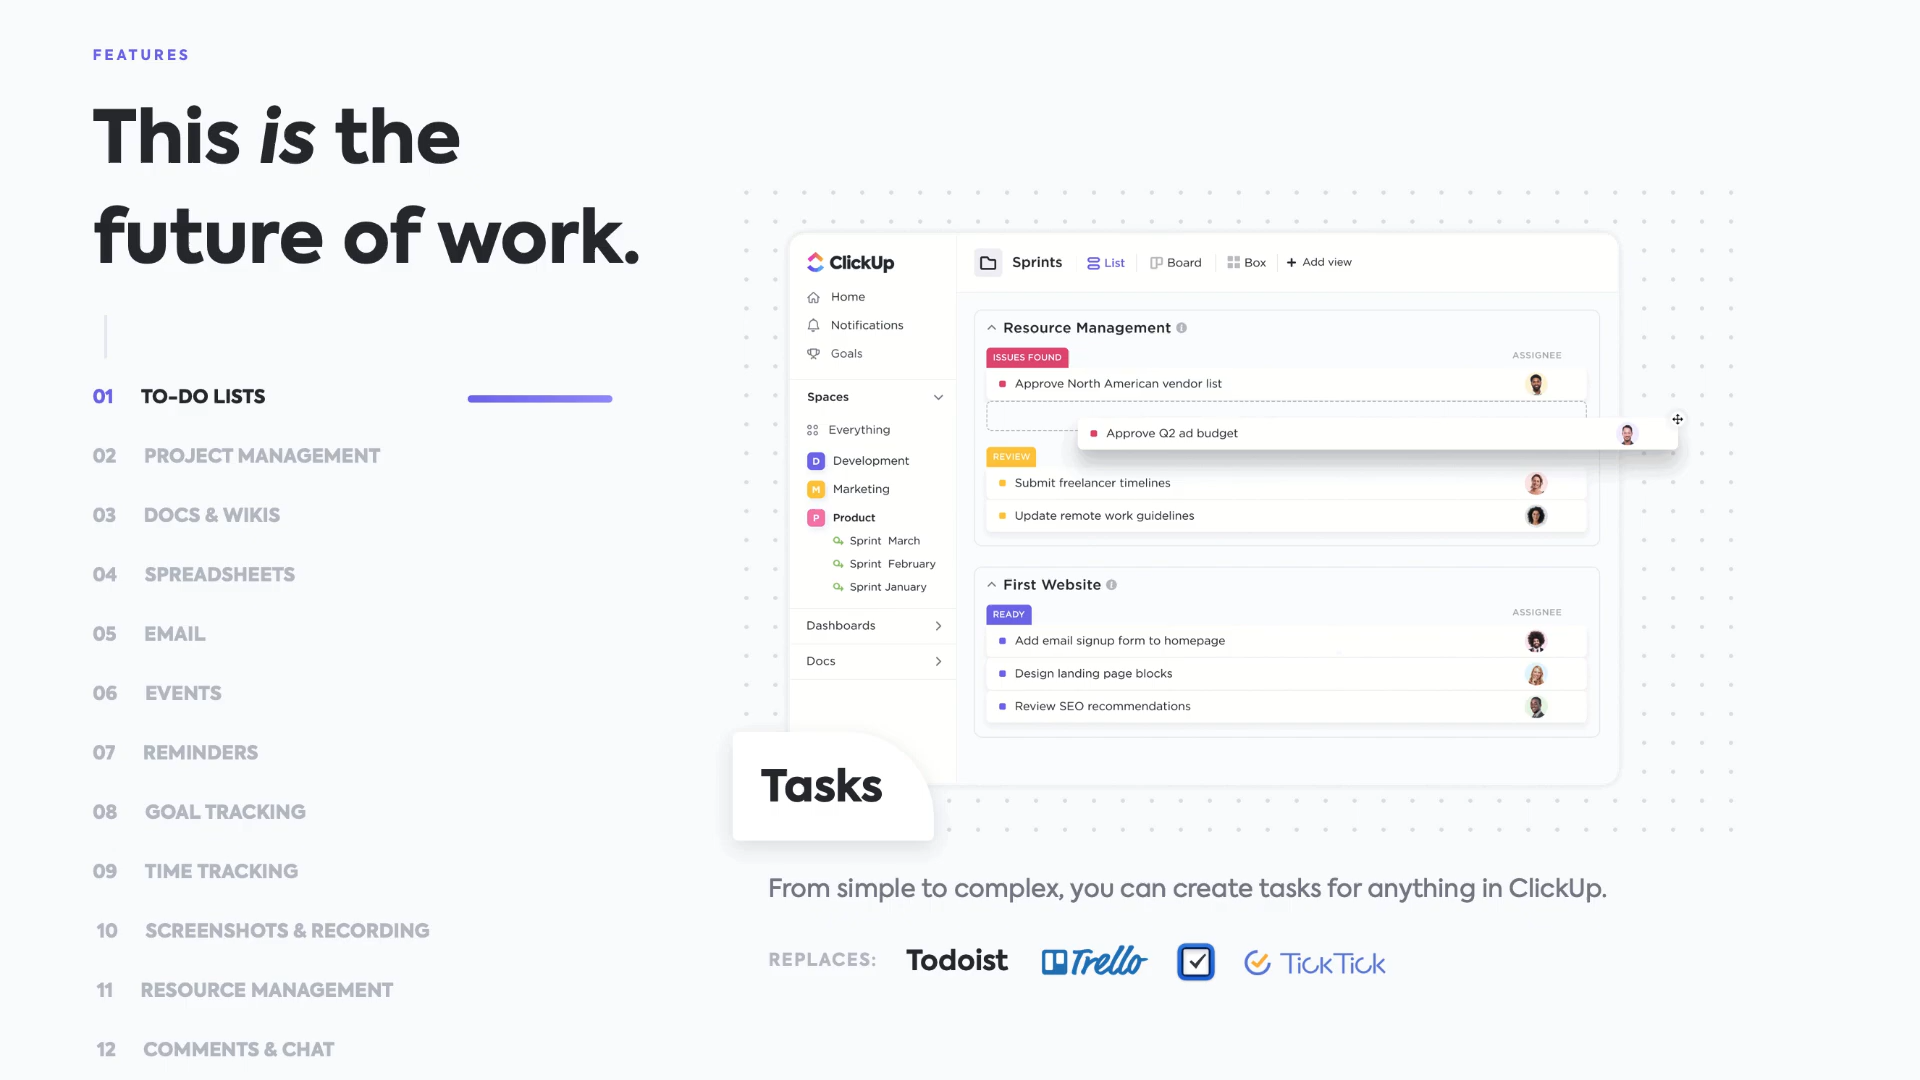 FEATURES
This is the
future of work.
01 TO-DO LISTS
02 PROJECT MANAGEMENT
03 DOCS & WIKIS
04 SPREADSHEETS
05 EMAIL
06 EVENTS
07 REMINDERS
08 GOAL TRACKING
09 TIME TRACKING
10 SCREENSHOTS & RECORDING
11 RESOURCE MANAGEMENT
12 COMMENTS & CHAT
ClickUp
Home
Notifications
Goals
Spaces
Everything
D Development
M Marketing
P Product
Sprint March
Sprint February
Sprint January
Dashboards
Docs
Sprints List Board Box + Add view
Resource Management
ISSUES FOUND ASSIGNEE
Approve North American vendor list
Approve Q2 ad budget
REVIEW
Submit freelancer timelines
Update remote work guidelines
First Website
READY ASSIGNEE
Add email signup form to homepage
Design landing page blocks
Review SEO recommendations
Tasks
From simple to complex, you can create tasks for anything in ClickUp.
REPLACES: Todoist Trello TickTick